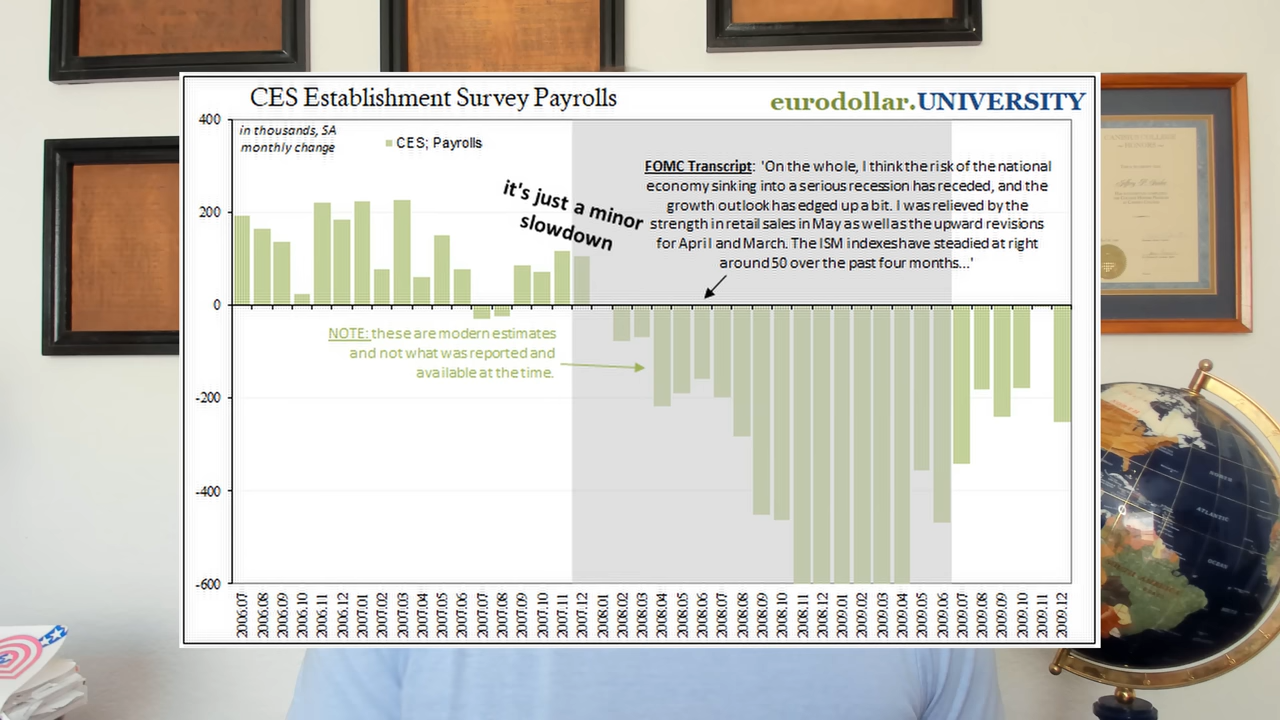 CES Establishment Survey Payrolls
eurodollar.UNIVERSITY
400
200
0
-200
-400
-600
in thousands, SA
monthly change
CES; Payrolls
it's just a minor
slowdown
FOMC Transcript: 'On the whole, I think the risk of the national
economy sinking into a serious recession has receded, and the
growth outlook has edged up a bit. I was relieved by the
strength in retail sales in May as well as the upward revisions
for April and March. The ISM indexes have steadied at right
around 50 over the past four months...'
NOTE: these are modern estimates
and not what was reported and
available at the time.
2006.07
2006.08
2006.09
2006.10
2006.11
2006.12
2007.01
2007.02
2007.03
2007.04
2007.05
2007.06
2007.07
2007.08
2007.09
2007.10
2007.11
2007.12
2008.01
2008.02
2008.03
2008.04
2008.05
2008.06
2008.07
2008.08
2008.09
2008.10
2008.11
2008.12
2009.01
2009.02
2009.03
2009.04
2009.05
2009.06
2009.07
2009.08
2009.09
2009.10
2009.11
2009.12
NORTH
ATLANTIC
OCEAN